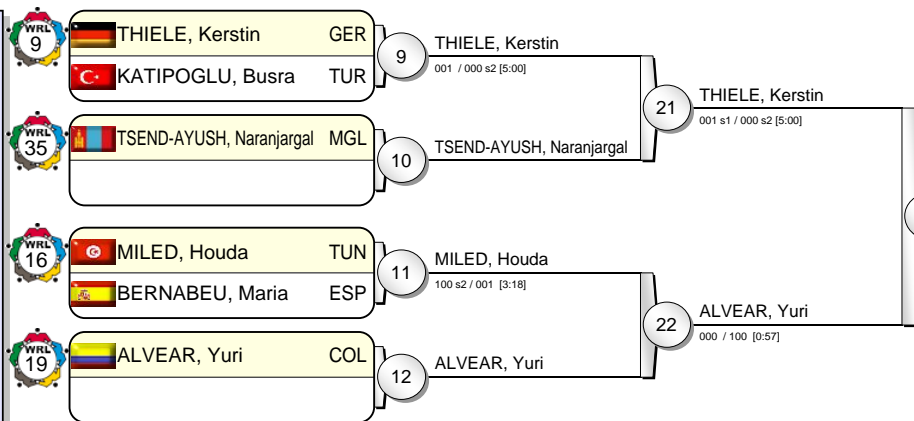 WRL
9
THIELE, Kerstin GER
KATIPOGLU, Busra TUR
9
THIELE, Kerstin
001 / 000 s2 [5:00]
21
THIELE, Kerstin
001 s1 / 000 s2 [5:00]
WRL
35
TSEND-AYUSH, Naranjargal MGL
10
TSEND-AYUSH, Naranjargal
WRL
16
MILED, Houda TUN
BERNABEU, Maria ESP
11
MILED, Houda
100 s2 / 001 [3:18]
22
ALVEAR, Yuri
000 / 100 [0:57]
WRL
19
ALVEAR, Yuri COL
12
ALVEAR, Yuri